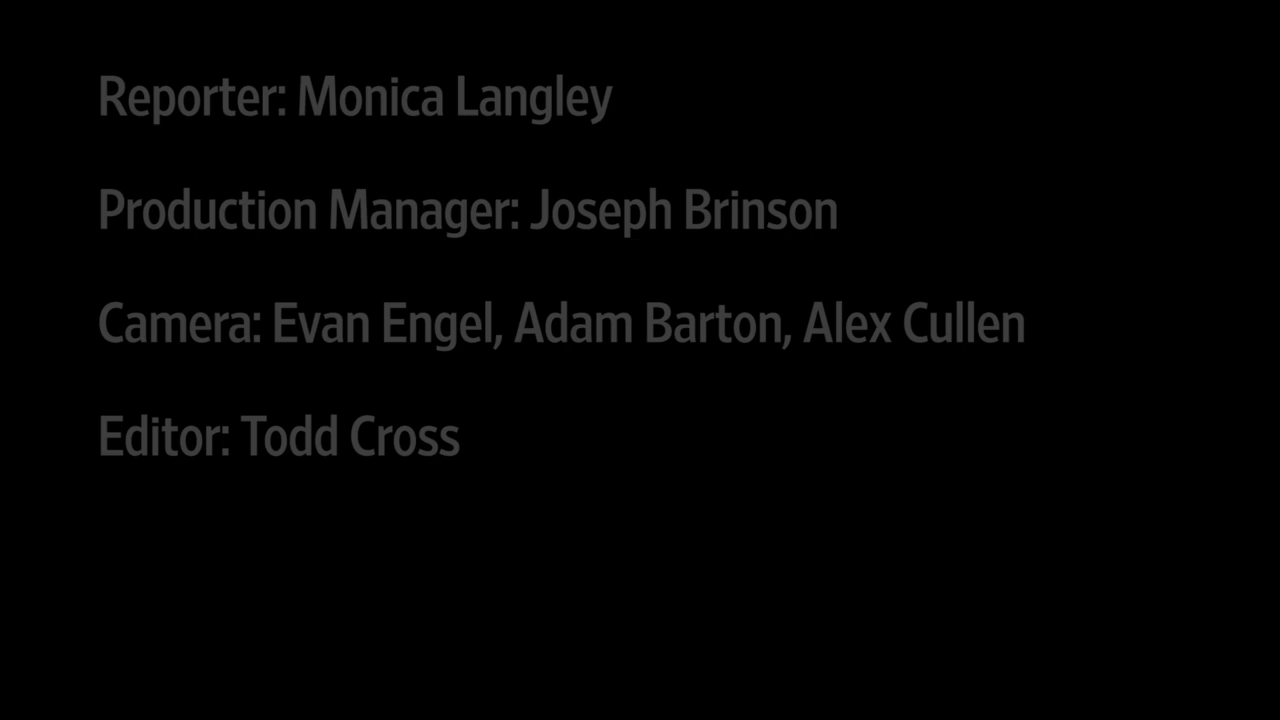 Reporter: Monica Langley
Production Manager: Joseph Brinson
Camera: Evan Engel, Adam Barton, Alex Cullen
Editor: Todd Cross